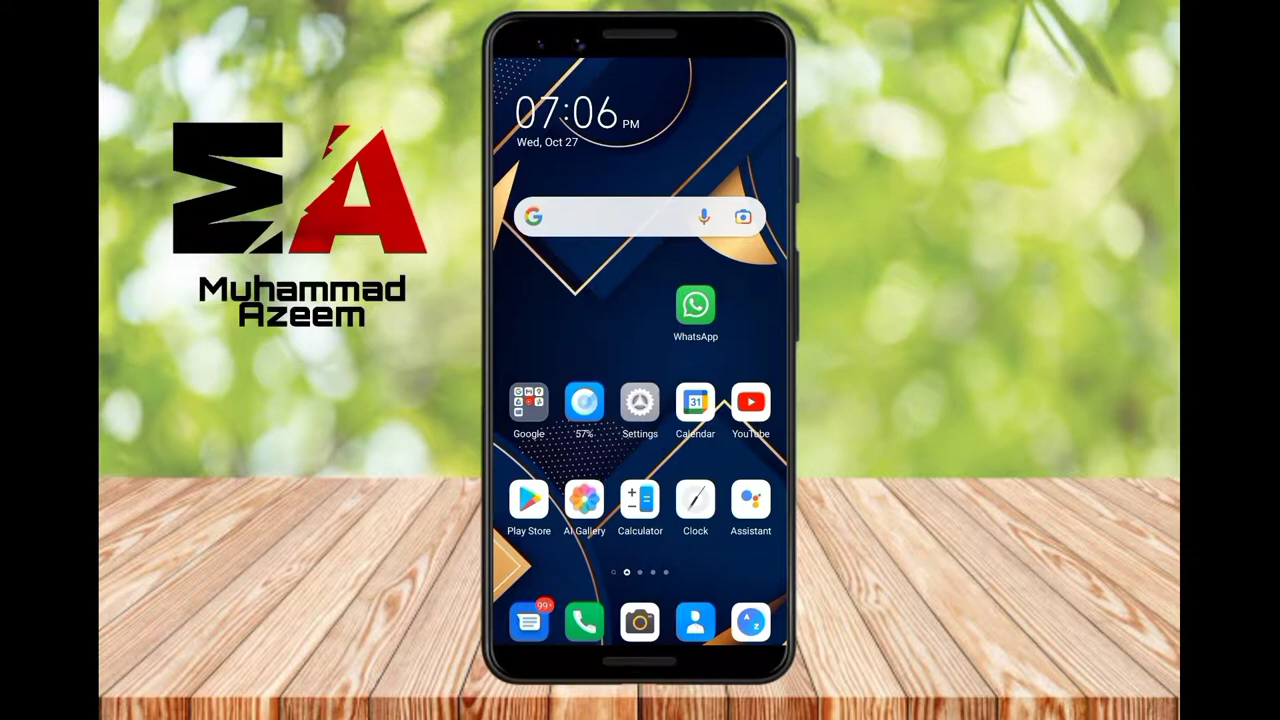 MA
Muhammad
Azeem
07:06 PM
Wed, Oct 27
G
WhatsApp
31
Google
57%
Settings
Calendar
YouTube
Play Store
AI Gallery
Calculator
Clock
Assistant
99+
A
Z